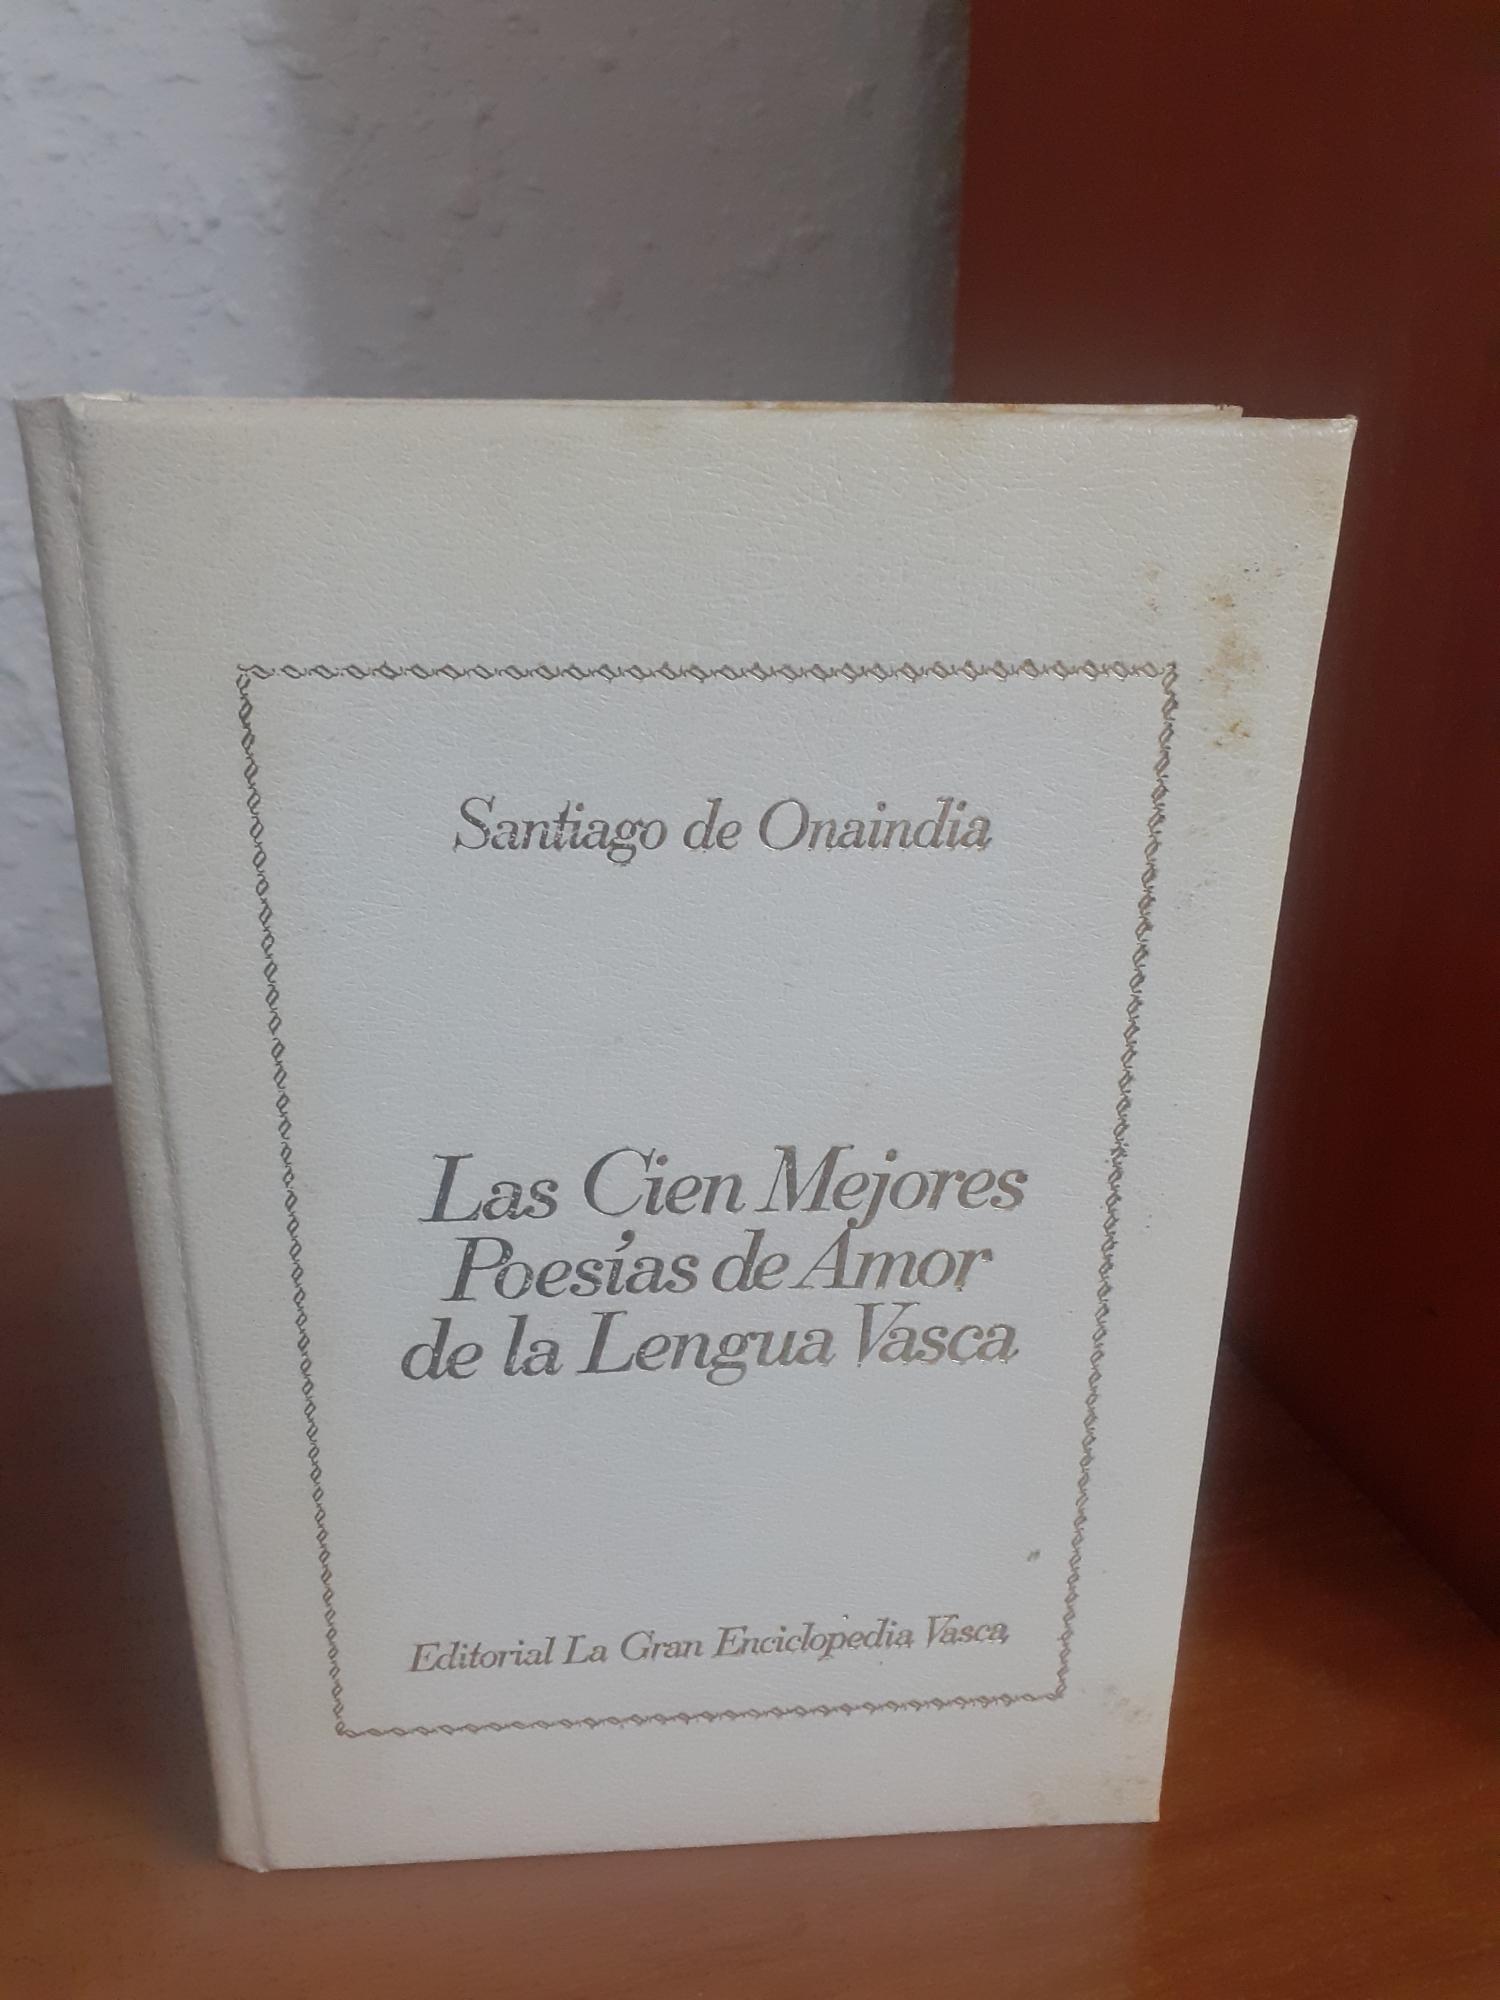 Santiago de Onaindia
Las Cien Mejores
Poesías de Amor
de la Lengua Vasca
Editorial La Gran Enciclopedia Vasca